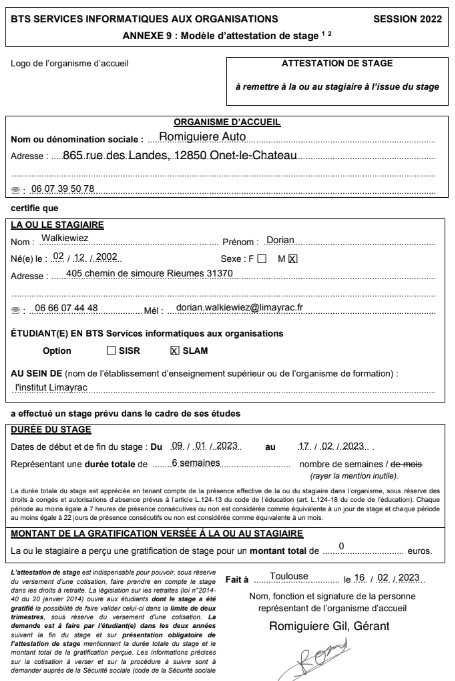 BTS SERVICES INFORMATIQUES AUX ORGANISATIONS SESSION 2022
ANNEXE 9 : Modèle d'attestation de stage 1 2
Logo de l'organisme d'accueil
ATTESTATION DE STAGE
à remettre à la ou au stagiaire à l'issue du stage
ORGANISME D'ACCUEIL
Nom ou dénomination sociale : Romiguiere Auto
Adresse : 865 rue des Landes, 12850 Onet-le-Chateau
☏ : 06 07 39 50 78
certifie que
LA OU LE STAGIAIRE
Nom : Walkiewiez Prénom : Dorian
Né(e) le : 02 / 12 / 2002 Sexe : F ☐ M ☒
Adresse : 405 chemin de simoure Rieumes 31370
☏ : 06 66 07 44 48 Mél : dorian.walkiewiez@limayrac.fr
ÉTUDIANT(E) EN BTS Services informatiques aux organisations
Option ☐ SISR ☒ SLAM
AU SEIN DE (nom de l'établissement d'enseignement supérieur ou de l'organisme de formation) :
l'institut Limayrac
a effectué un stage prévu dans le cadre de ses études
DURÉE DU STAGE
Dates de début et de fin du stage : Du 09 / 01 / 2023 au 17 / 02 / 2023 .
Représentant une durée totale de 6 semaines nombre de semaines / de mois
(rayer la mention inutile).
La durée totale du stage est appréciée en tenant compte de la présence effective de la ou du stagiaire dans l'organisme, sous réserve des
droits à congés et autorisations d'absence prévus à l'article L.124-13 du code de l'éducation (art. L.124-18 du code de l'éducation). Chaque
période au moins égale à 7 heures de présence consécutives ou non est considérée comme équivalente à un jour de stage et chaque période
au moins égale à 22 jours de présence consécutifs ou non est considérée comme équivalente à un mois.
MONTANT DE LA GRATIFICATION VERSÉE À LA OU AU STAGIAIRE
La ou le stagiaire a perçu une gratification de stage pour un montant total de 0 euros.
L'attestation de stage est indispensable pour pouvoir, sous réserve
du versement d'une cotisation, faire prendre en compte le stage
dans les droits à retraite. La législation sur les retraites (loi n°2014-
40 du 20 janvier 2014) ouvre aux étudiants dont le stage a été
gratifié la possibilité de faire valider celui-ci dans la limite de deux
trimestres, sous réserve du versement d'une cotisation. La
demande est à faire par l'étudiant(e) dans les deux années
suivant la fin du stage et sur présentation obligatoire de
l'attestation de stage mentionnant la durée totale du stage et le
montant total de la gratification perçue. Les informations précises
sur la cotisation à verser et sur la procédure à suivre sont à
demander auprès de la Sécurité sociale (code de la Sécurité sociale
Fait à Toulouse le 16 / 02 / 2023
Nom, fonction et signature de la personne
représentant de l'organisme d'accueil
Romiguiere Gil, Gérant